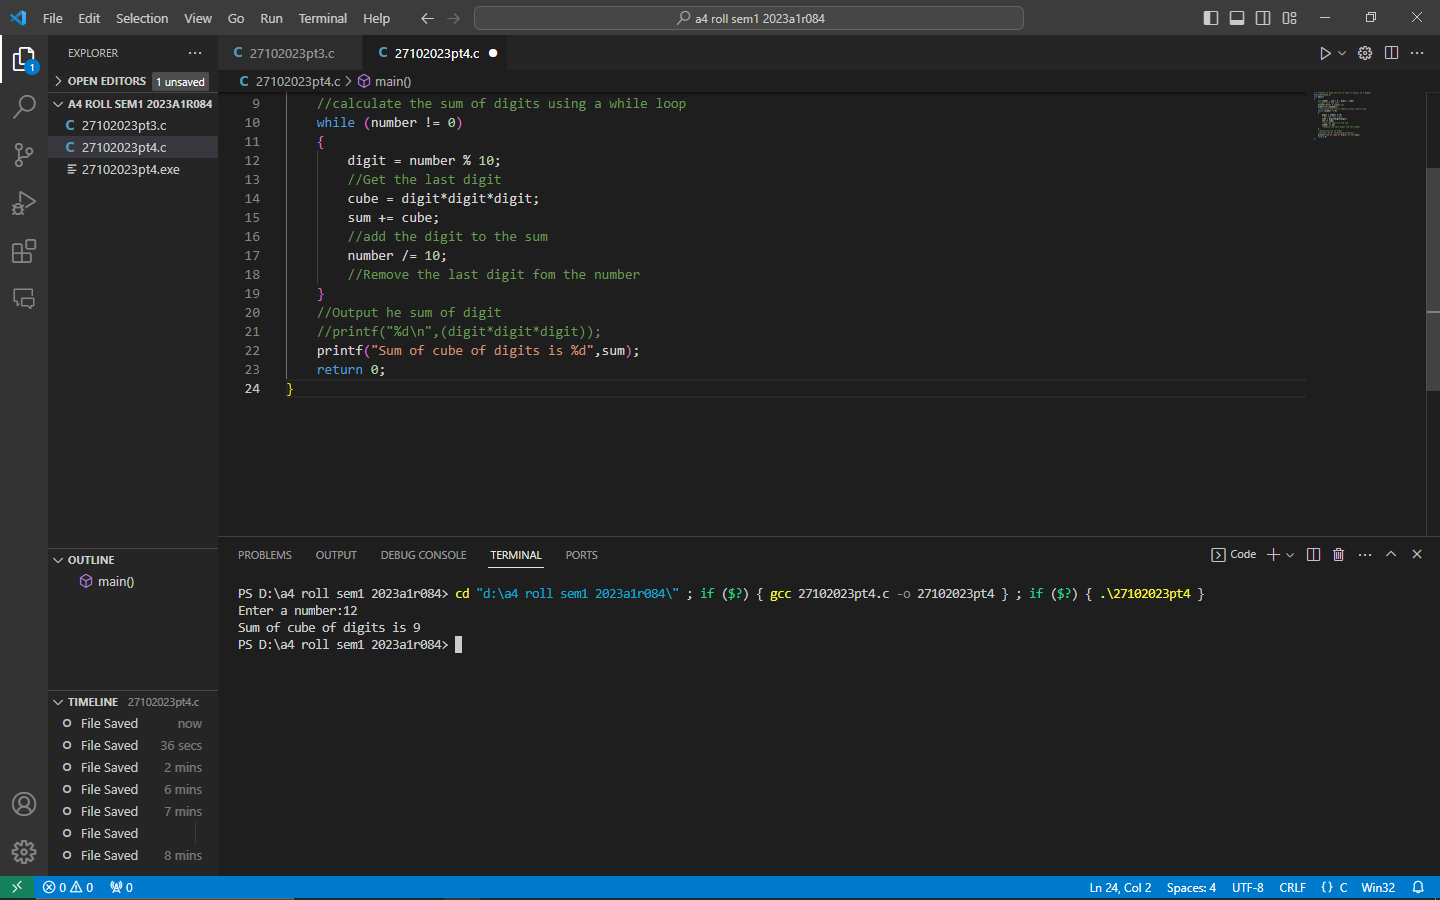 File Edit Selection View Go Run Terminal Help
a4 roll sem1 2023a1r084
EXPLORER
OPEN EDITORS 1 unsaved
A4 ROLL SEM1 2023A1R084
C 27102023pt3.c
C 27102023pt4.c
27102023pt4.exe
1
C 27102023pt3.c
C 27102023pt4.c
C 27102023pt4.c > main()
9 //calculate the sum of digits using a while loop
10 while (number != 0)
11 {
12 digit = number % 10;
13 //Get the last digit
14 cube = digit*digit*digit;
15 sum += cube;
16 //add the digit to the sum
17 number /= 10;
18 //Remove the last digit fom the number
19 }
20 //Output he sum of digit
21 //printf("%d\n",(digit*digit*digit));
22 printf("Sum of cube of digits is %d",sum);
23 return 0;
24 }
OUTLINE
main()
TIMELINE 27102023pt4.c
File Saved now
File Saved 36 secs
File Saved 2 mins
File Saved 6 mins
File Saved 7 mins
File Saved
File Saved 8 mins
PROBLEMS OUTPUT DEBUG CONSOLE TERMINAL PORTS
Code
PS D:\a4 roll sem1 2023a1r084> cd "d:\a4 roll sem1 2023a1r084\" ; if ($?) { gcc 27102023pt4.c -o 27102023pt4 } ; if ($?) { .\27102023pt4 }
Enter a number:12
Sum of cube of digits is 9
PS D:\a4 roll sem1 2023a1r084>
0 0 0
Ln 24, Col 2 Spaces: 4 UTF-8 CRLF {} C Win32